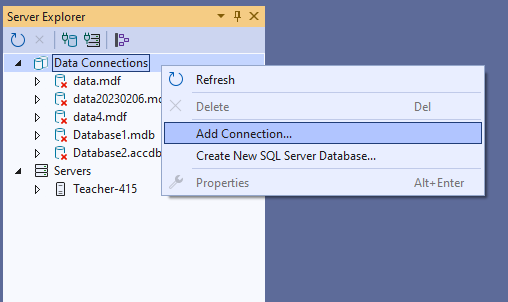 Server Explorer
Data Connections
data.mdf
data20230206.md
data4.mdf
Database1.mdb
Database2.accdb
Servers
Teacher-415
Refresh
Delete Del
Add Connection...
Create New SQL Server Database...
Properties Alt+Enter